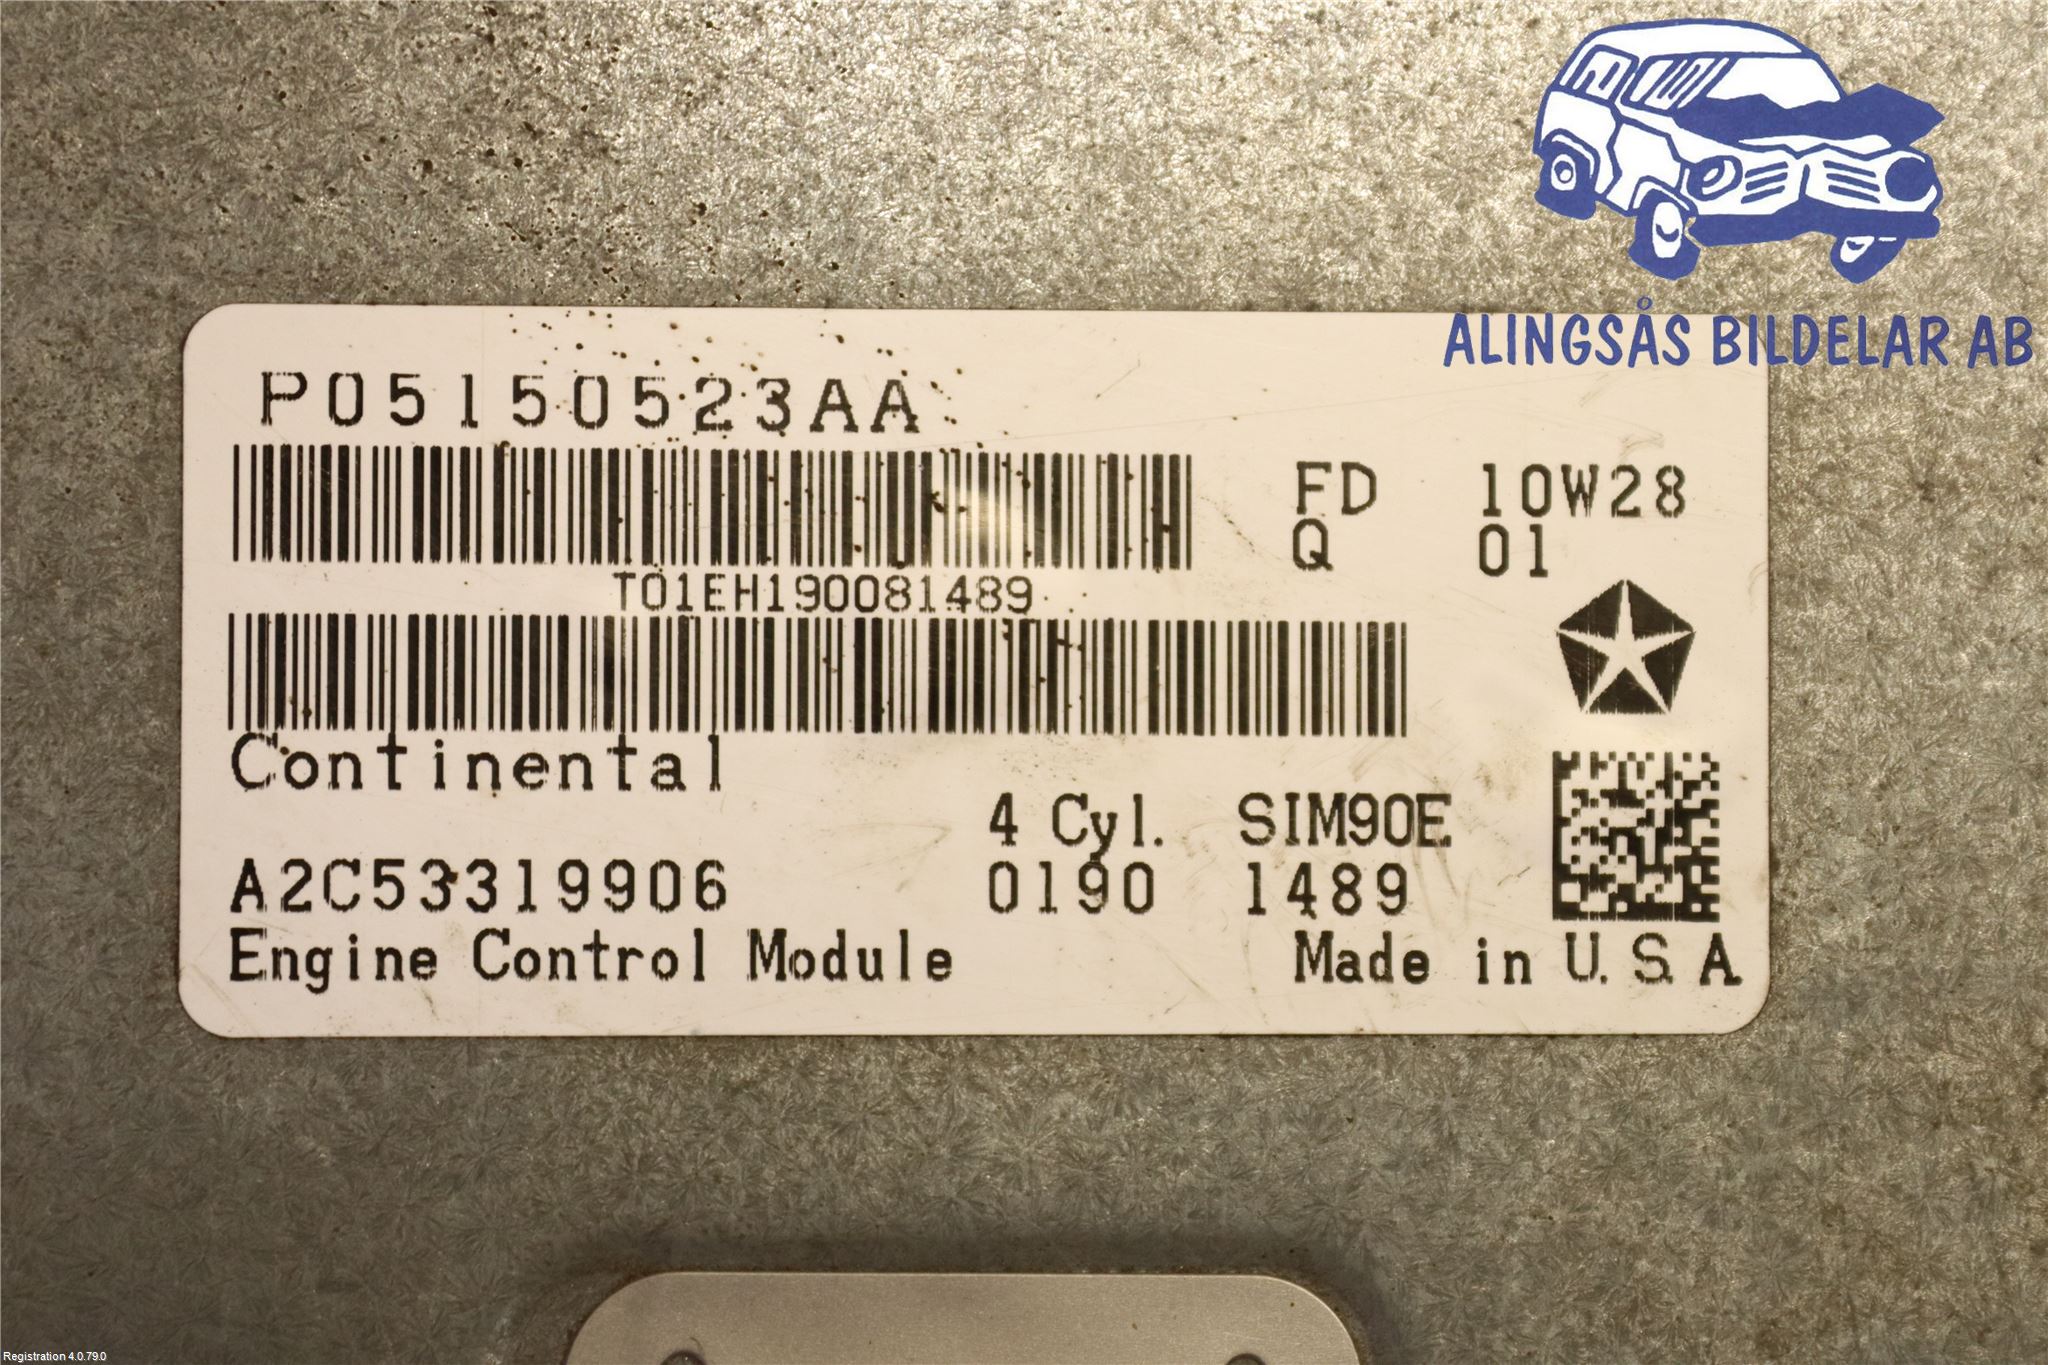 ALINGSÅS BILDELAR AB
P05150523AA
FD 10W28
Q 01
T01EH190081489
Continental
4 Cyl. SIM90E
A2C53319906 0190 1489
Engine Control Module Made in U.S.A
Registration 4.0.79.0